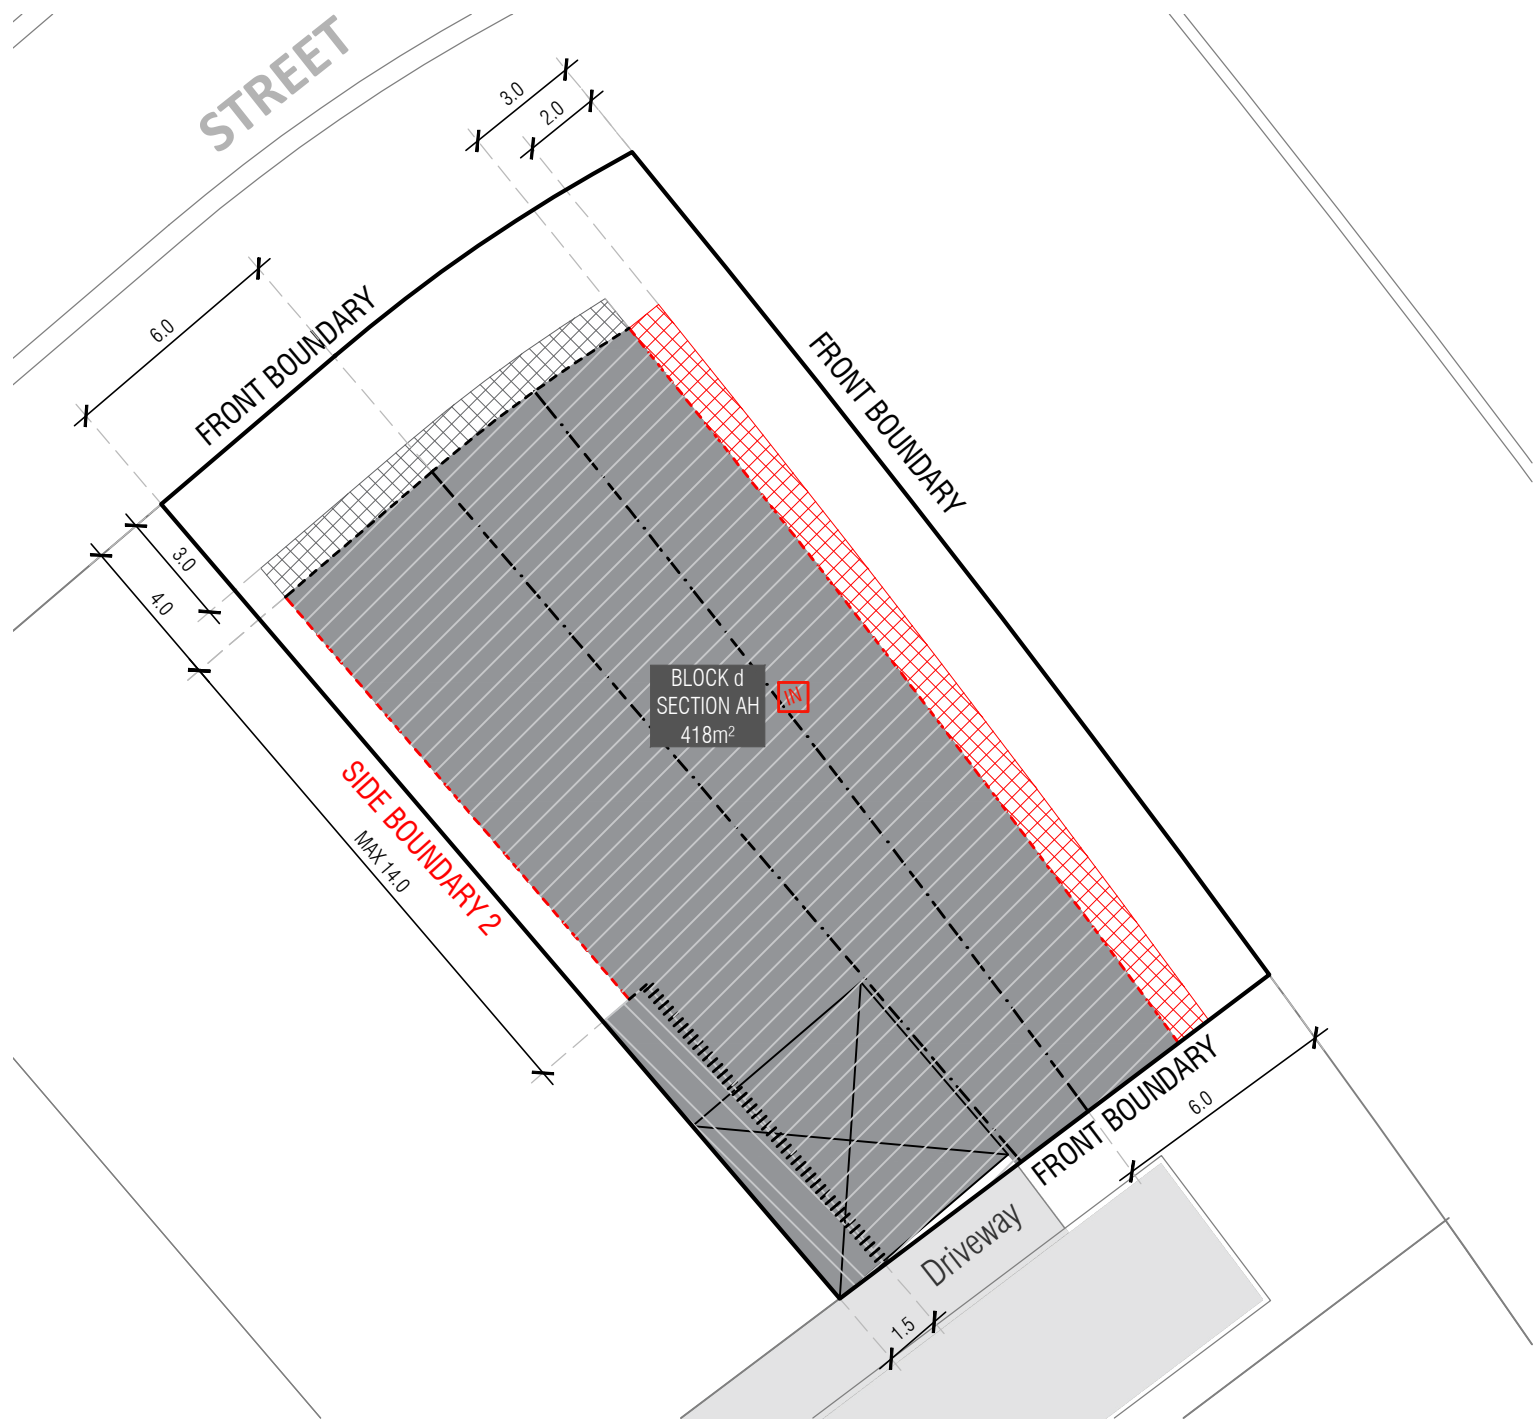 STREET
3.0
2.0
6.0
FRONT BOUNDARY
FRONT BOUNDARY
3.0
4.0
BLOCK d
SECTION AH
418m²
IN
SIDE BOUNDARY 2
MAX 14.0
FRONT BOUNDARY
6.0
Driveway
1.5